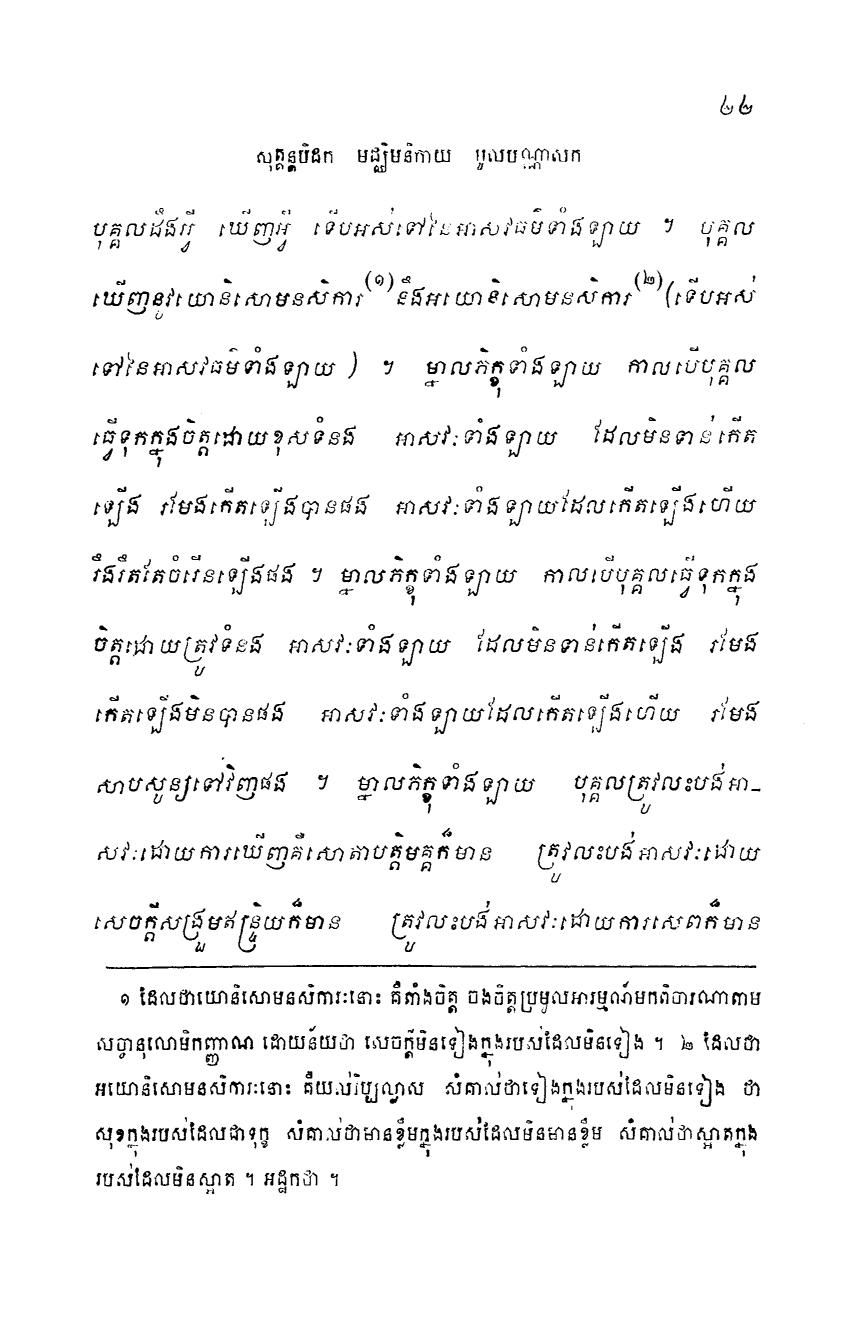 ២២
សុត្តន្តបិដក មជ្ឈិមនិកាយ មូលបណ្ណាសក
បុគ្គលដឹងអ្វី ឃើញអ្វី ទើបអស់ទៅនៃអាសវធម៌ទាំងឡាយ ។ បុគ្គល
ឃើញនូវយោនិសោមនសិការ(១)នឹងអយោនិសោមនសិការ(២)(ទើបអស់
ទៅនៃអាសវធម៌ទាំងឡាយ) ។ ម្នាលភិក្ខុទាំងឡាយ កាលបើបុគ្គល
ធ្វើទុកក្នុងចិត្តដោយខុសទំនង អាសវៈទាំងឡាយ ដែលមិនទាន់កើត
ឡើង រមែងកើតឡើងបានផង អាសវៈទាំងឡាយដែលកើតឡើងហើយ
រឹងរឹតតែចំរើនឡើងផង ។ ម្នាលភិក្ខុទាំងឡាយ កាលបើបុគ្គលធ្វើទុកក្នុង
ចិត្តដោយត្រូវទំនង អាសវៈទាំងឡាយ ដែលមិនទាន់កើតឡើង រមែង
កើតឡើងមិនបានផង អាសវៈទាំងឡាយដែលកើតឡើងហើយ រមែង
សាបសូន្យទៅវិញផង ។ ម្នាលភិក្ខុទាំងឡាយ បុគ្គលត្រូវលះបង់អា-
សវៈដោយការឃើញគឺសោតាបត្តិមគ្គក៏មាន ត្រូវលះបង់អាសវៈដោយ
សេចក្តីសង្រួមឥន្ទ្រិយក៏មាន ត្រូវលះបង់អាសវៈដោយការសេពក៏មាន
១ ដែលថាយោនិសោមនសិការៈនោះ គឺតាំងចិត្ត ចងចិត្តប្រមូលអារម្មណ៍មកពិចារណាតាម
សច្ចានុលោមិកញ្ញាណ ដោយន័យថា សេចក្តីមិនទៀងក្នុងរបស់ដែលមិនទៀង ។ ២ ដែលថា
អយោនិសោមនសិការៈនោះ គឺយល់វិប្បល្លាស សំគាល់ថាទៀងក្នុងរបស់ដែលមិនទៀង ថា
សុខក្នុងរបស់ដែលជាទុក្ខ សំគាល់ថាមានខ្លឹមក្នុងរបស់ដែលមិនមានខ្លឹម សំគាល់ថាស្អាតក្នុង
របស់ដែលមិនស្អាត ។ អដ្ឋកថា ។